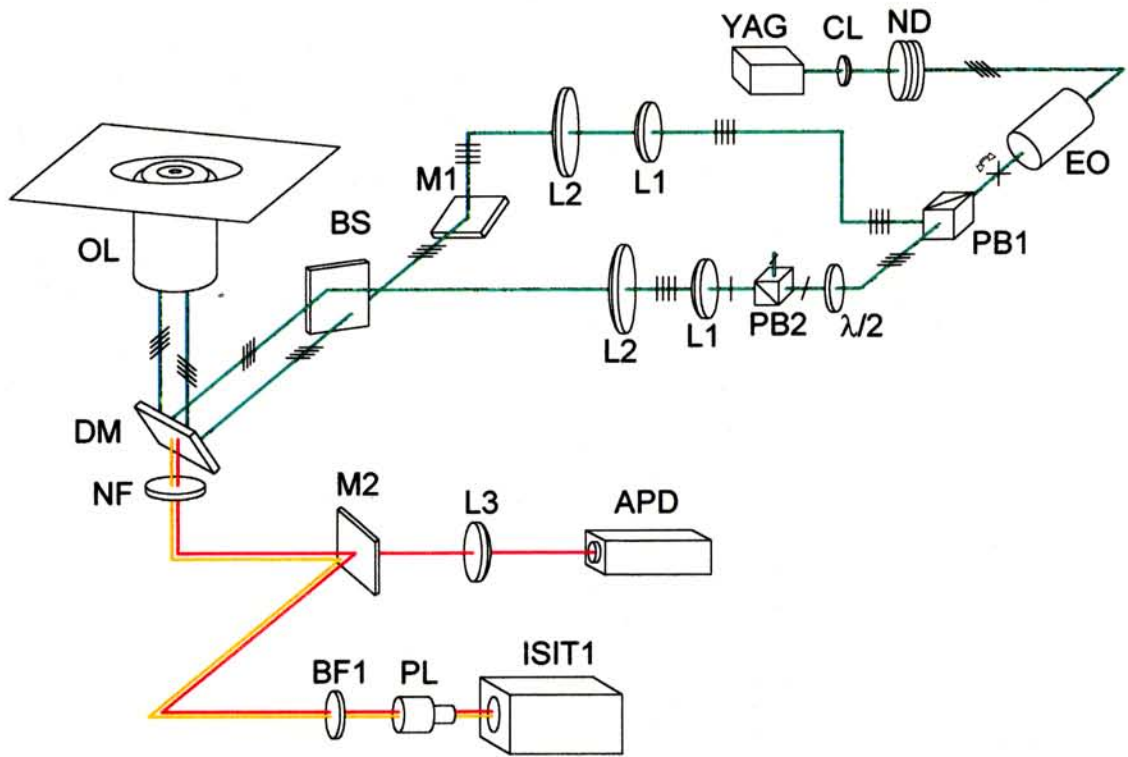 YAG
CL
ND
EO
M1
L2
L1
PB1
OL
BS
L2
L1
PB2
λ/2
DM
NF
M2
L3
APD
BF1
PL
ISIT1